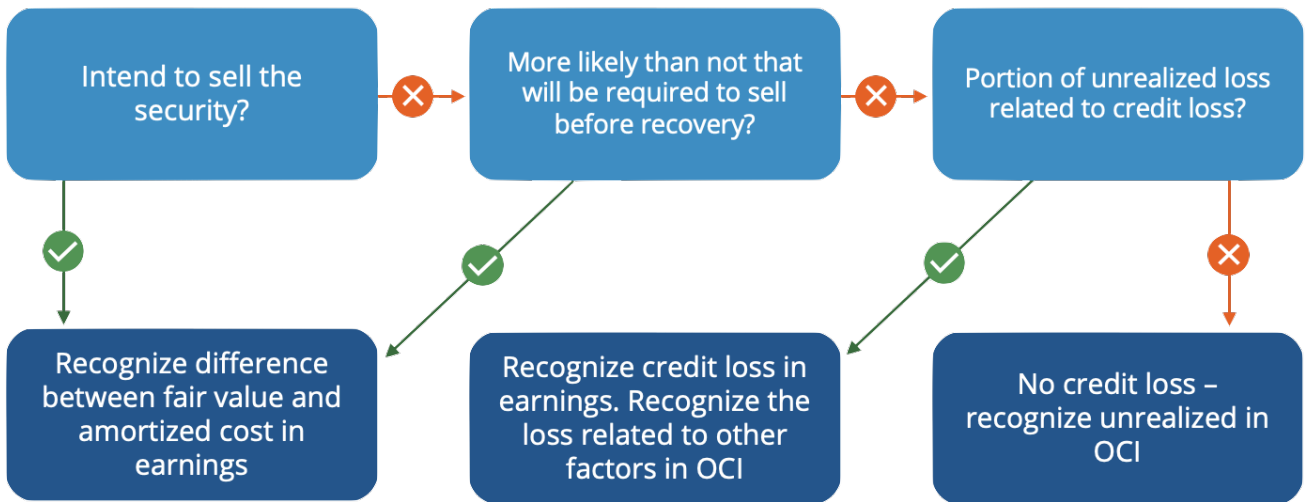 Intend to sell the
security?
More likely than not that
will be required to sell
before recovery?
Portion of unrealized loss
related to credit loss?
Recognize difference
between fair value and
amortized cost in
earnings
Recognize credit loss in
earnings. Recognize the
loss related to other
factors in OCI
No credit loss –
recognize unrealized in
OCI